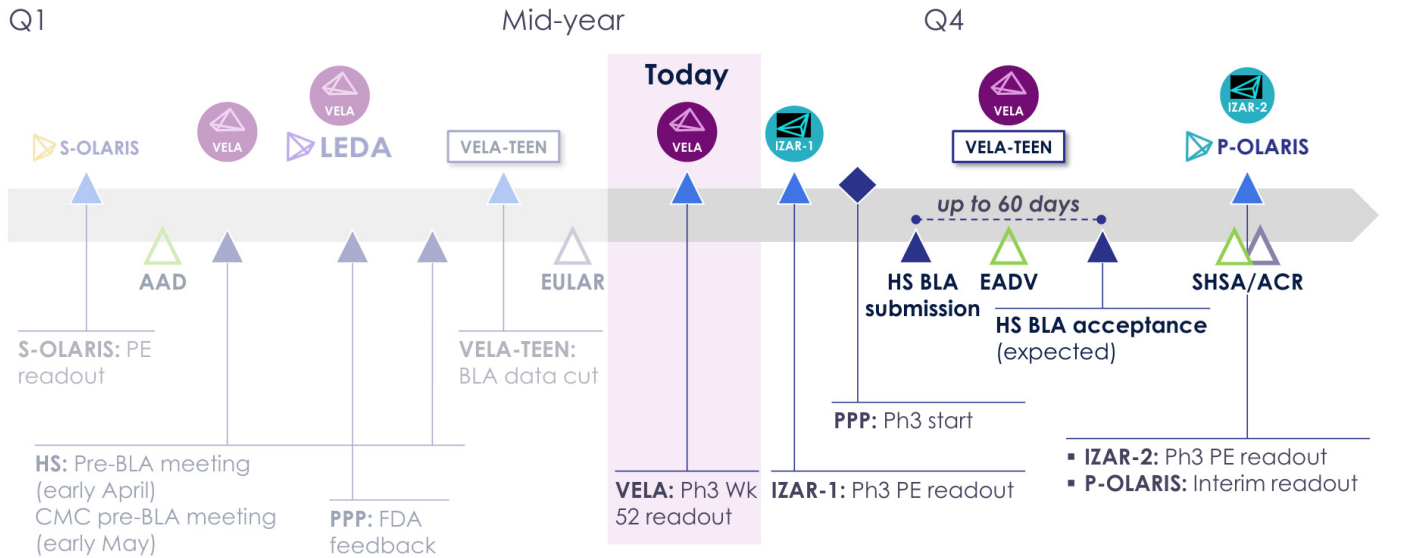 Q1
Mid-year
Q4
Today
S-OLARIS
VELA
VELA
LEDA
VELA-TEEN
VELA
IZAR-1
VELA
VELA-TEEN
IZAR-2
P-OLARIS
up to 60 days
AAD
EULAR
HS BLA
submission
EADV
SHSA/ACR
HS BLA acceptance
(expected)
S-OLARIS: PE
readout
VELA-TEEN:
BLA data cut
PPP: Ph3 start
HS: Pre-BLA meeting
(early April)
CMC pre-BLA meeting
(early May)
PPP: FDA
feedback
VELA: Ph3 Wk
52 readout
IZAR-1: Ph3 PE readout
▪ IZAR-2: Ph3 PE readout
▪ P-OLARIS: Interim readout